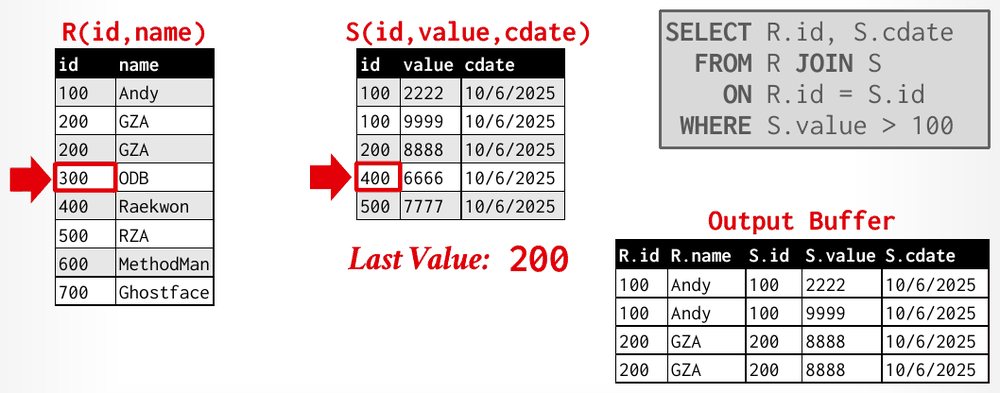 R(id,name)
id name
100 Andy
200 GZA
200 GZA
300 ODB
400 Raekwon
500 RZA
600 MethodMan
700 Ghostface
S(id,value,cdate)
id value cdate
100 2222 10/6/2025
100 9999 10/6/2025
200 8888 10/6/2025
400 6666 10/6/2025
500 7777 10/6/2025
Last Value: 200
SELECT R.id, S.cdate
FROM R JOIN S
ON R.id = S.id
WHERE S.value > 100
Output Buffer
R.id R.name S.id S.value S.cdate
100 Andy 100 2222 10/6/2025
100 Andy 100 9999 10/6/2025
200 GZA 200 8888 10/6/2025
200 GZA 200 8888 10/6/2025